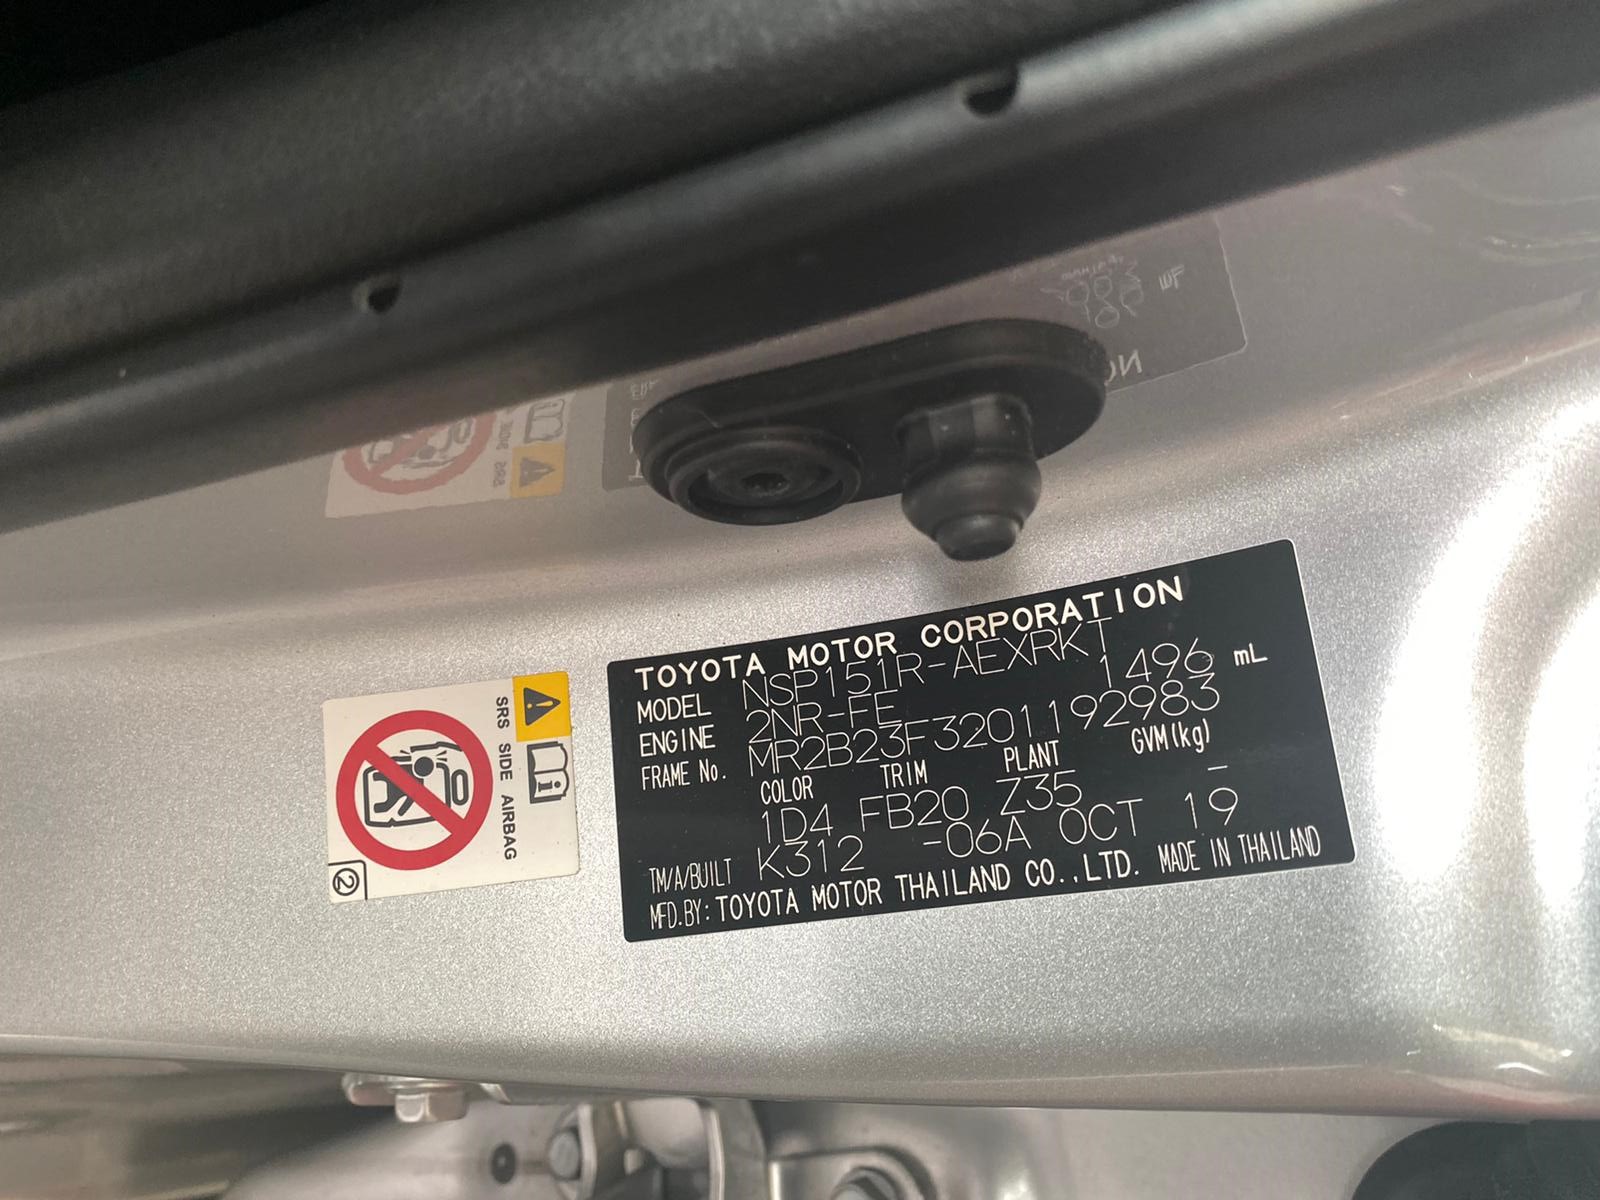 TOYOTA MOTOR CORPORATION
MODEL NSP151R-AEXRKT
ENGINE 2NR-FE 1496 mL
FRAME No. MR2B23F3201192983
COLOR TRIM PLANT GVM(kg)
1D4 FB20 Z35 -
TM/A/BUILT K312 -06A OCT 19
MFD.BY: TOYOTA MOTOR THAILAND CO.,LTD. MADE IN THAILAND
SRS SIDE AIRBAG
2